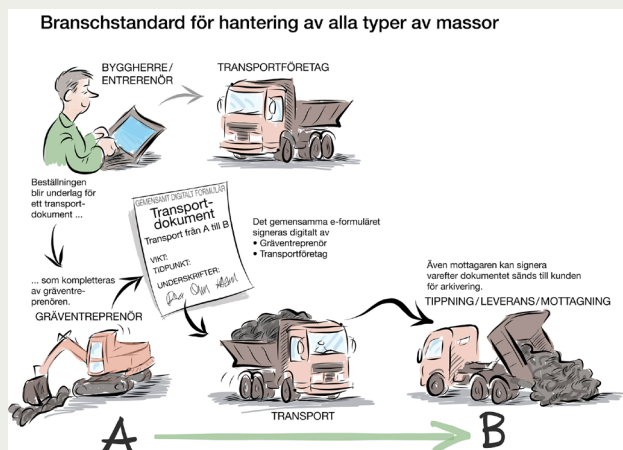 Branschstandard för hantering av alla typer av massor
BYGGHERRE/
ENTRERENÖR
TRANSPORTFÖRETAG
Beställningen
blir underlag för
ett transport-
dokument ...
GEMENSAMT DIGITALT FORMULÄR
Transport-
dokument
Transport från A till B
VIKT:
TIDPUNKT:
UNDERSKRIFTER:
Det gemensamma e-formuläret
signeras digitalt av
• Gräventreprenör
• Transportföretag
... som kompletteras
av gräventre-
prenören.
GRÄVENTREPRENÖR
Även mottagaren kan signera
varefter dokumentet sänds till kunden
för arkivering.
TIPPNING/LEVERANS/MOTTAGNING
TRANSPORT
A
B